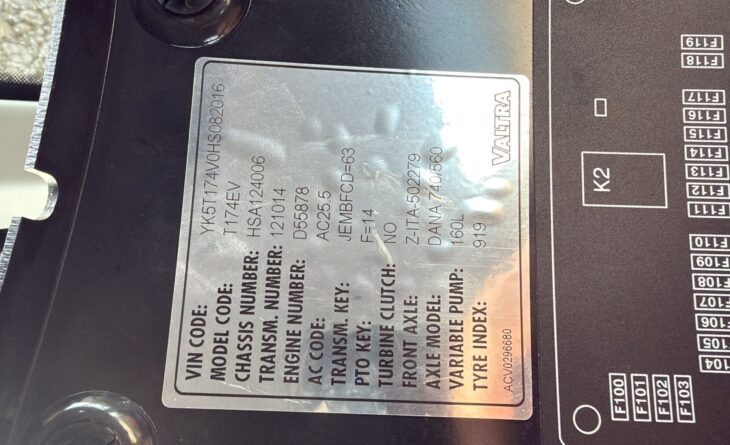 VALTRA
VIN CODE: YK5T174V0HS082016
MODEL CODE: T174EV
CHASSIS NUMBER: HSA124006
TRANSM. NUMBER: 121014
ENGINE NUMBER: D55878
AC CODE: AC25.5
TRANSM. KEY: JEMBFCD=63
PTO KEY: F=14
TURBINE CLUTCH: NO
FRONT AXLE: Z-ITA-502279
AXLE MODEL: DANA 740/560
VARIABLE PUMP: 160L
TYRE INDEX: 919
ACV0296680
K2
F119
F118
F117
F116
F115
F114
F113
F112
F111
F110
F109
F108
F107
F106
F105
104
F100
F101
F102
F103